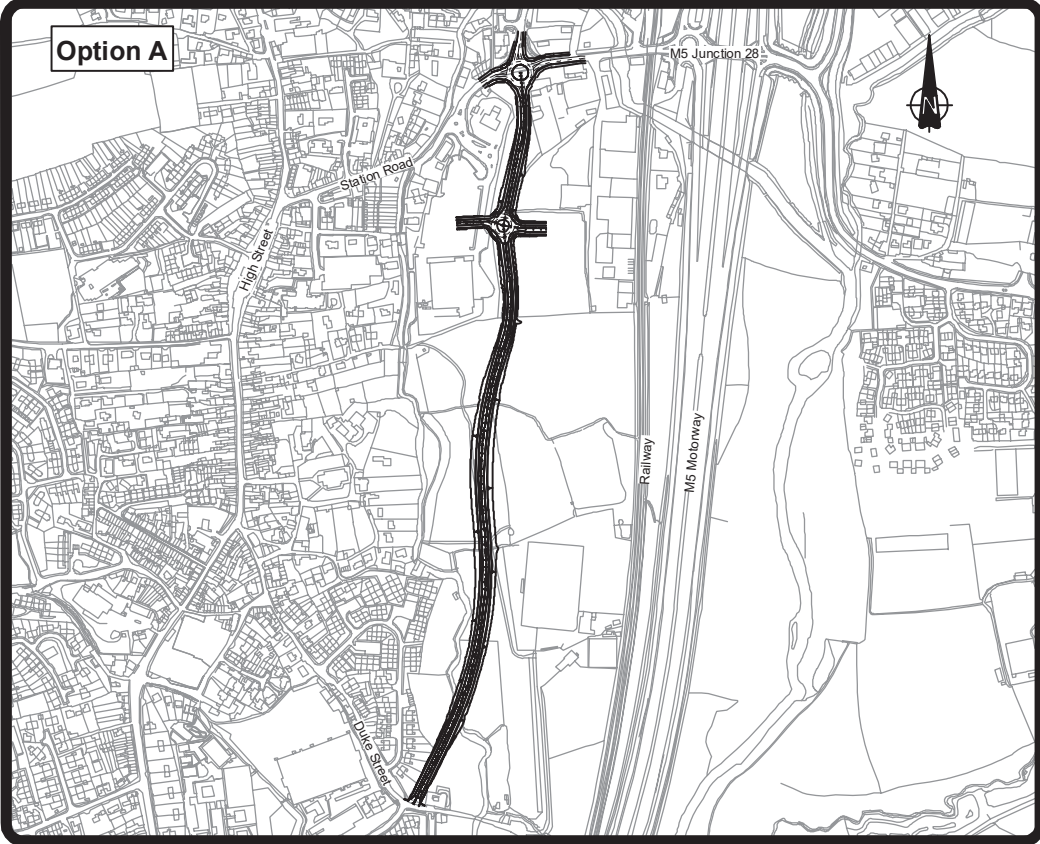 Option A
M5 Junction 28
N
Station Road
High Street
Railway
M5 Motorway
Duke Street